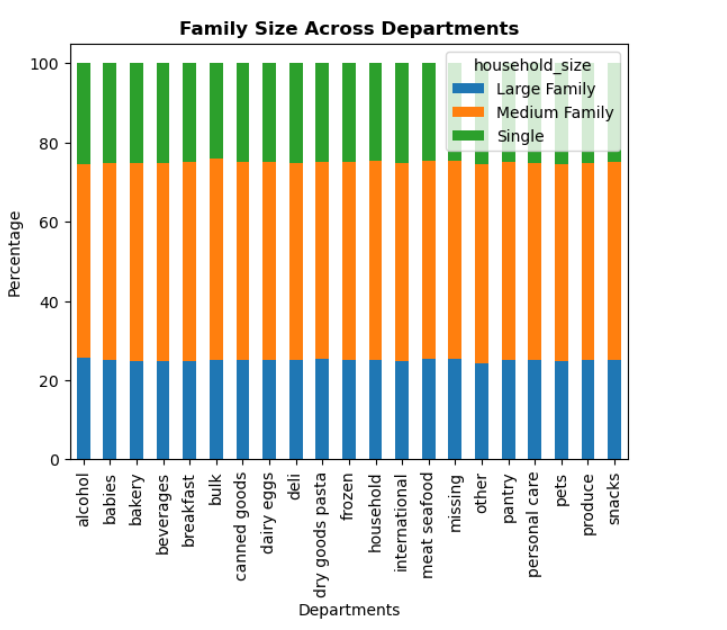 Family Size Across Departments
household_size
Large Family
Medium Family
Single
Percentage
100
80
60
40
20
0
alcohol
babies
bakery
beverages
breakfast
bulk
canned goods
dairy eggs
deli
dry goods pasta
frozen
household
international
meat seafood
missing
other
pantry
personal care
pets
produce
snacks
Departments